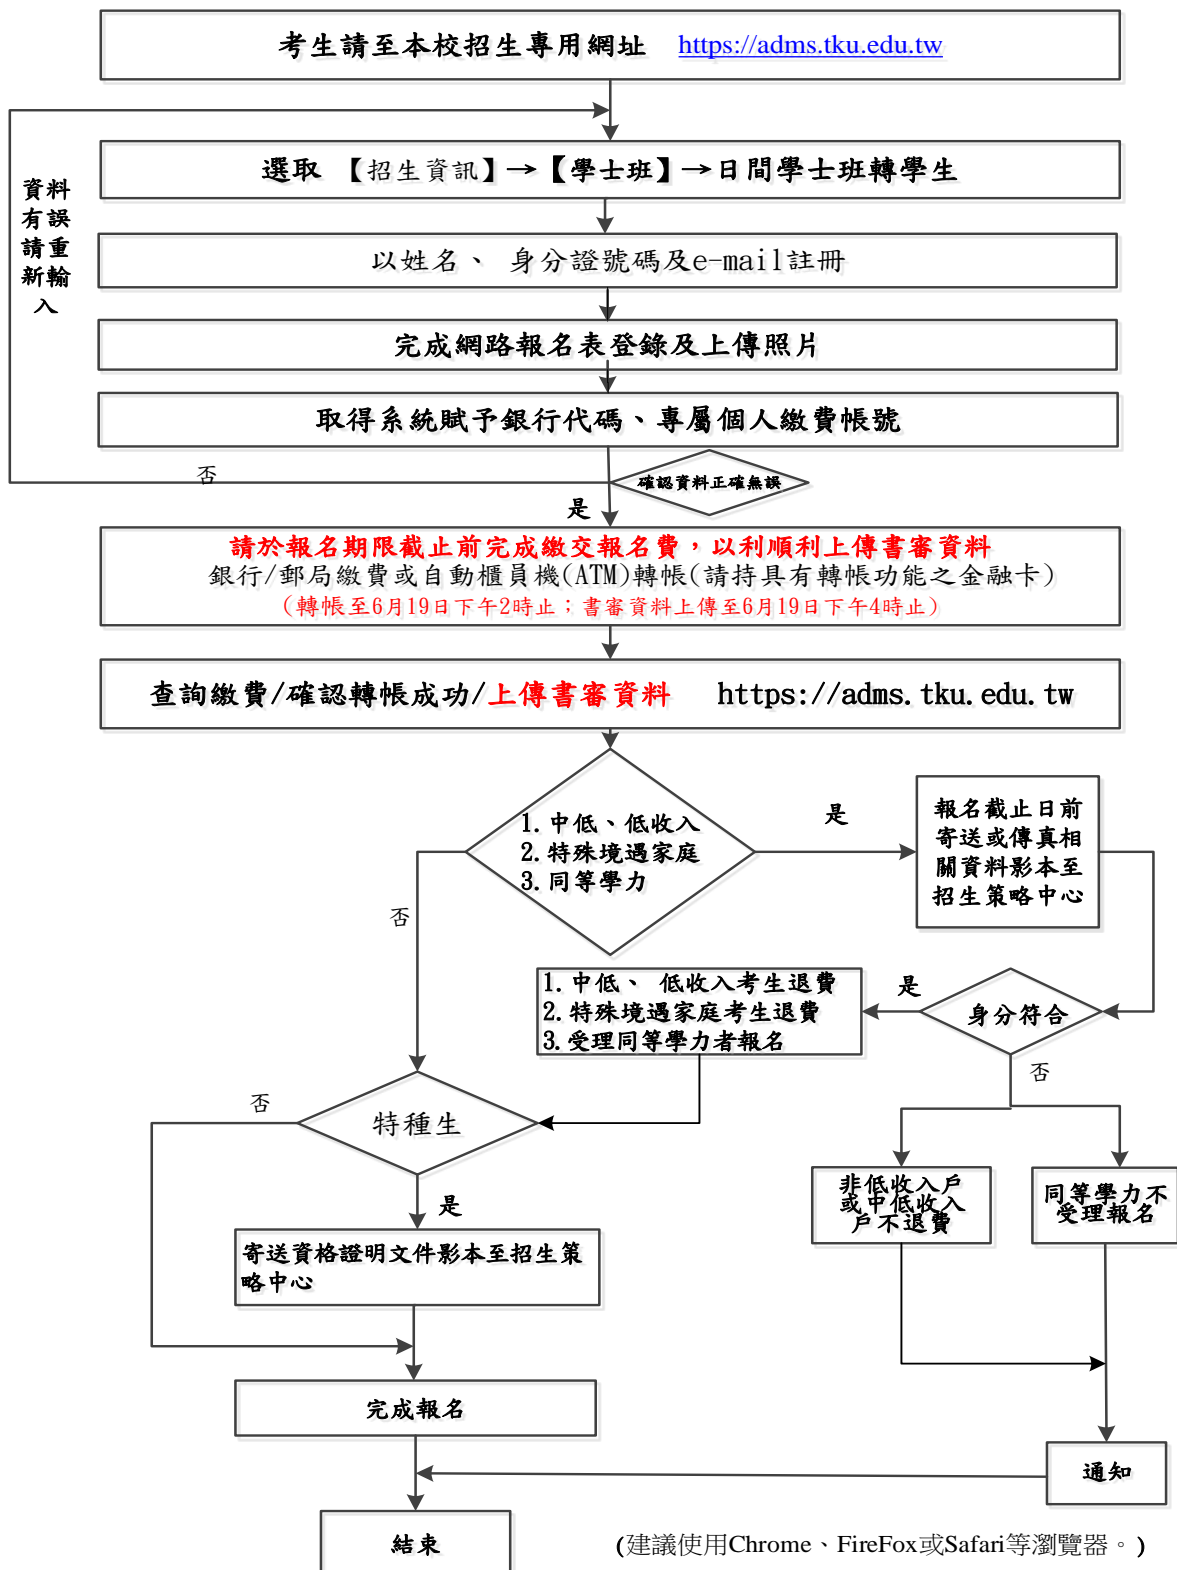 考生請至本校招生專用網址 https://adms.tku.edu.tw
選取 【招生資訊】→【學士班】→日間學士班轉學生
資料
有誤
請重
新輸
入
以姓名、 身分證號碼及e-mail註冊
完成網路報名表登錄及上傳照片
取得系統賦予銀行代碼、專屬個人繳費帳號
否
確認資料正確無誤
是
請於報名期限截止前完成繳交報名費，以利順利上傳書審資料
銀行/郵局繳費或自動櫃員機(ATM)轉帳(請持具有轉帳功能之金融卡)
(轉帳至6月19日下午2時止；書審資料上傳至6月19日下午4時止)
查詢繳費/確認轉帳成功/上傳書審資料 https://adms.tku.edu.tw
1.中低、低收入
2.特殊境遇家庭
3.同等學力
是
報名截止日前
寄送或傳真相
關資料影本至
招生策略中心
否
1.中低、 低收入考生退費
2.特殊境遇家庭考生退費
3.受理同等學力者報名
是
身分符合
否
否
特種生
是
非低收入戶
或中低收入
戶不退費
同等學力不
受理報名
寄送資格證明文件影本至招生策
略中心
完成報名
通知
結束
(建議使用Chrome、FireFox或Safari等瀏覽器。)